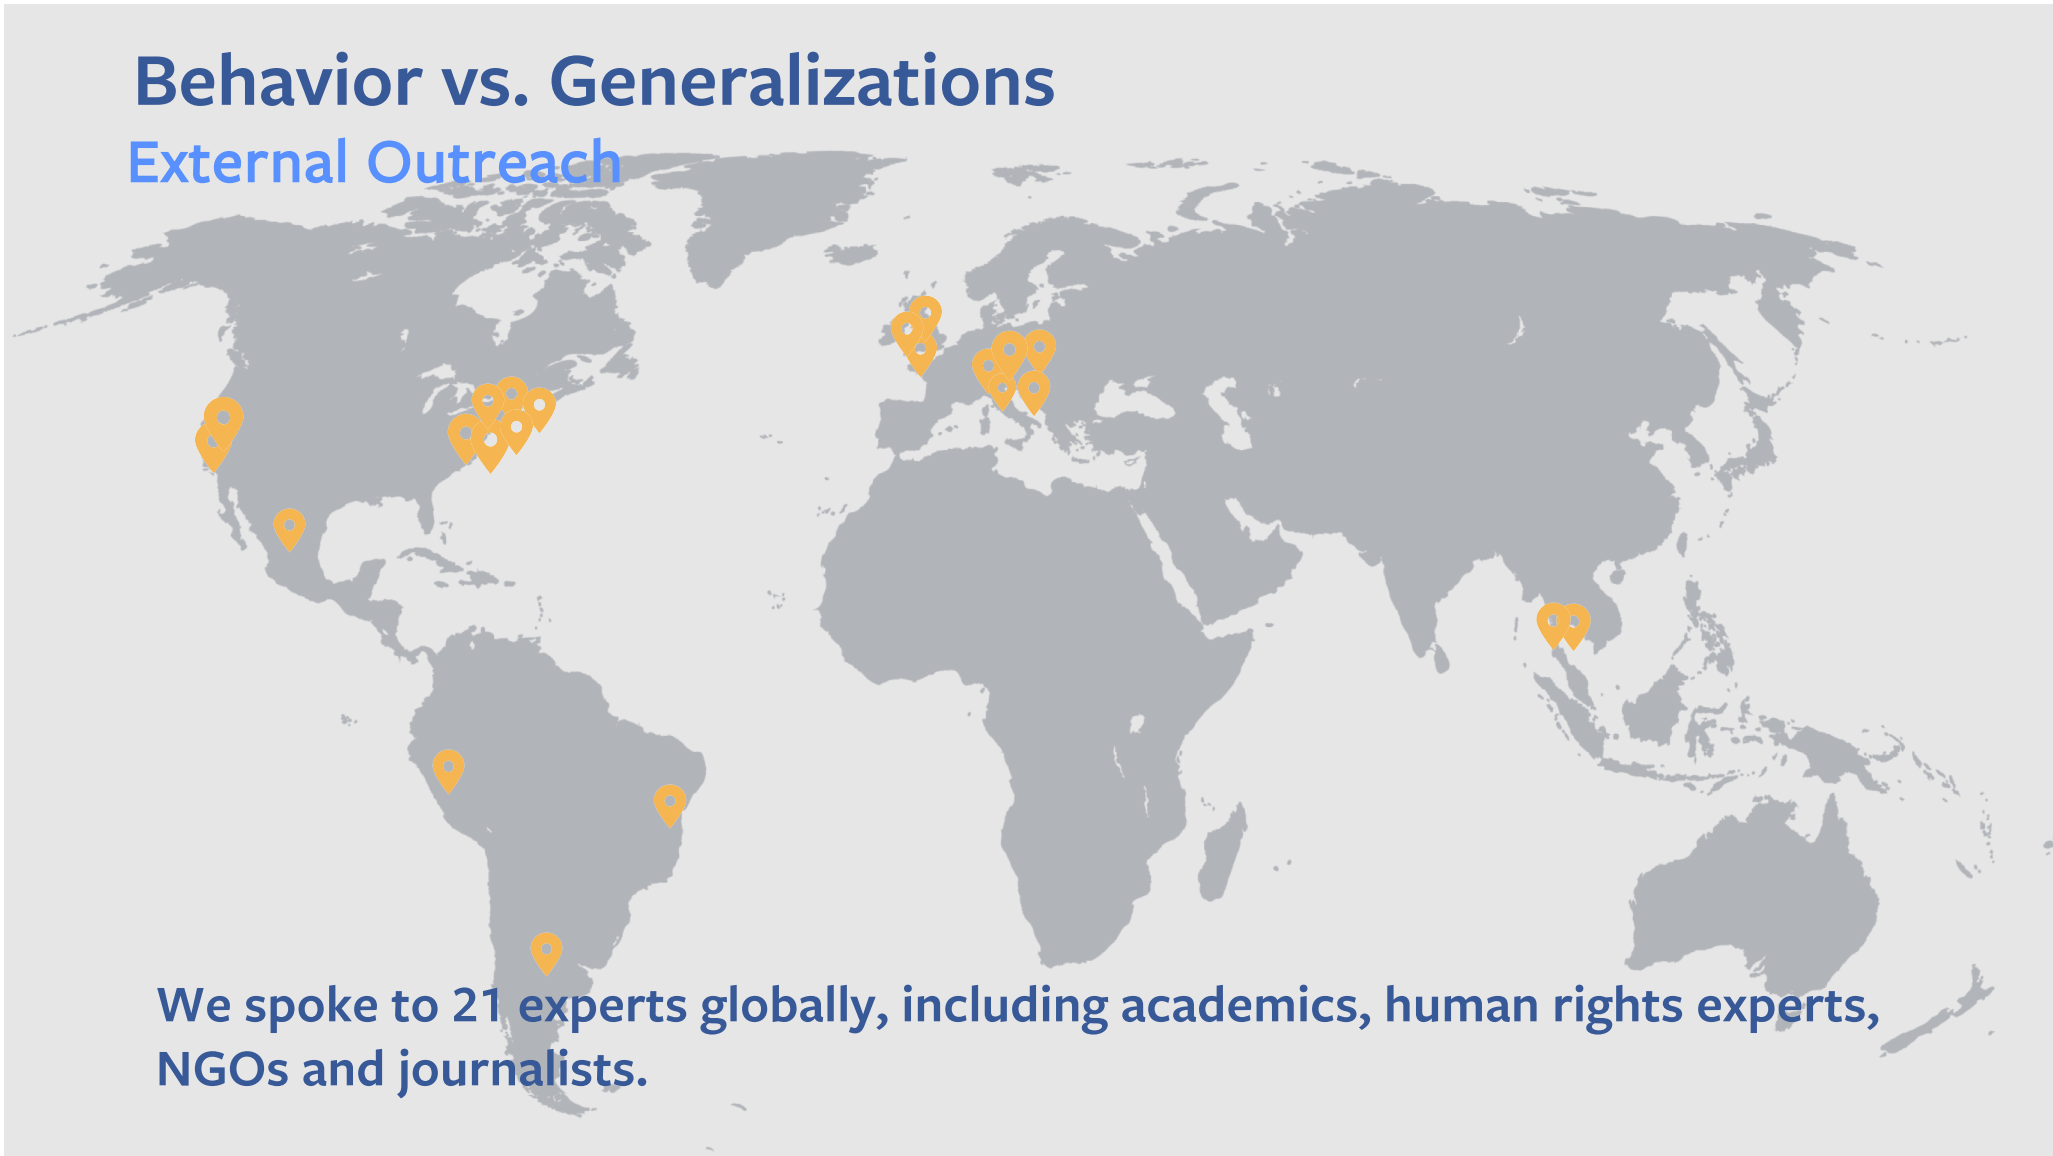 Behavior vs. Generalizations
External Outreach
We spoke to 21 experts globally, including academics, human rights experts,
NGOs and journalists.